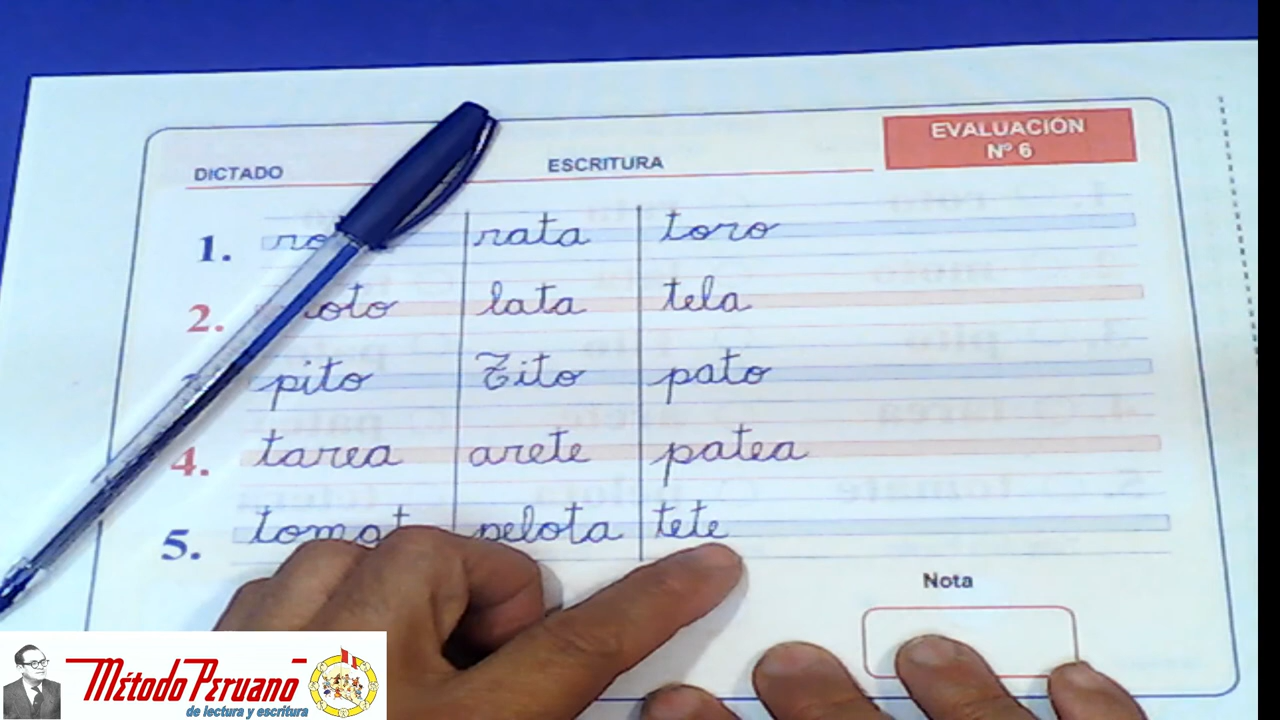 EVALUACIÓN
Nº 6
DICTADO ESCRITURA
1. rata toro
2. lata tela
pito Tito pato
4. tarea arete patea
5. pelota tete
Nota
Método Peruano
de lectura y escritura